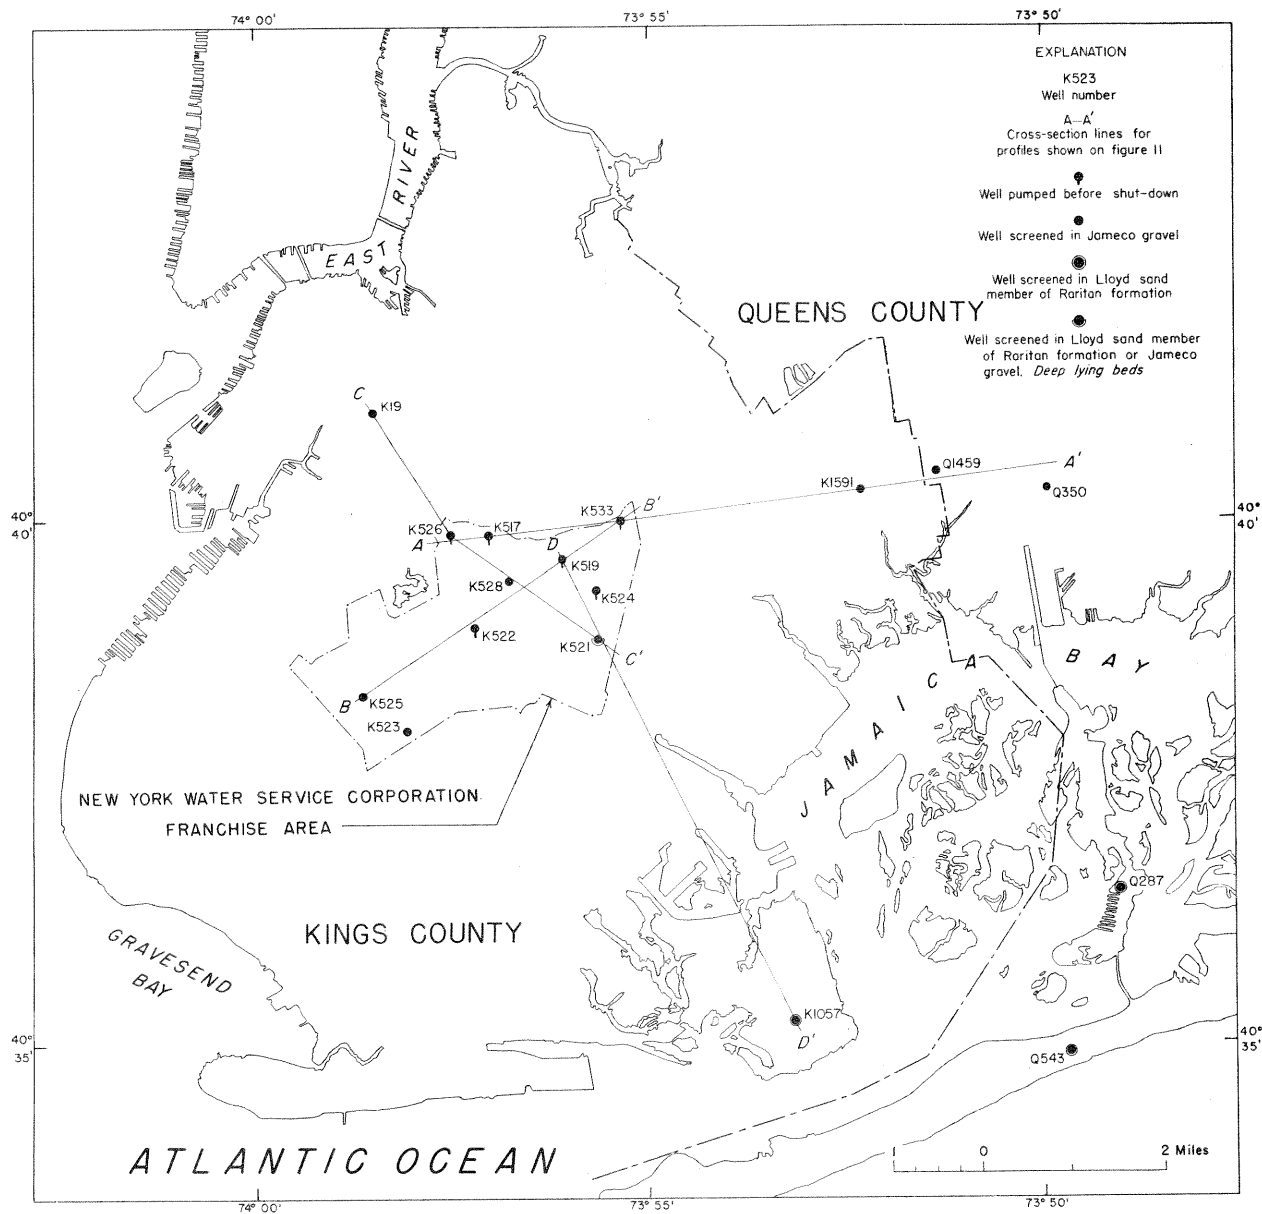 74° 00'
73° 55'
73° 50'
EXPLANATION
K523
Well number
A—A'
Cross-section lines for
profiles shown on figure 11
Well pumped before shut-down
Well screened in Jameco gravel
Well screened in Lloyd sand
member of Raritan formation
Well screened in Lloyd sand member
of Raritan formation or Jameco
gravel. Deep lying beds
EAST RIVER
QUEENS COUNTY
C
K19
Q1459
A'
K1591
Q350
K533
B'
40°
40'
40°
40'
K526
K517
A
D
K519
K528
K524
K522
K521
C'
B
K525
K523
JAMAICA BAY
NEW YORK WATER SERVICE CORPORATION
FRANCHISE AREA
Q287
KINGS COUNTY
GRAVESEND
BAY
K1057
D'
40°
35'
40°
35'
Q543
ATLANTIC OCEAN
0
2 Miles
74° 00'
73° 55'
73° 50'